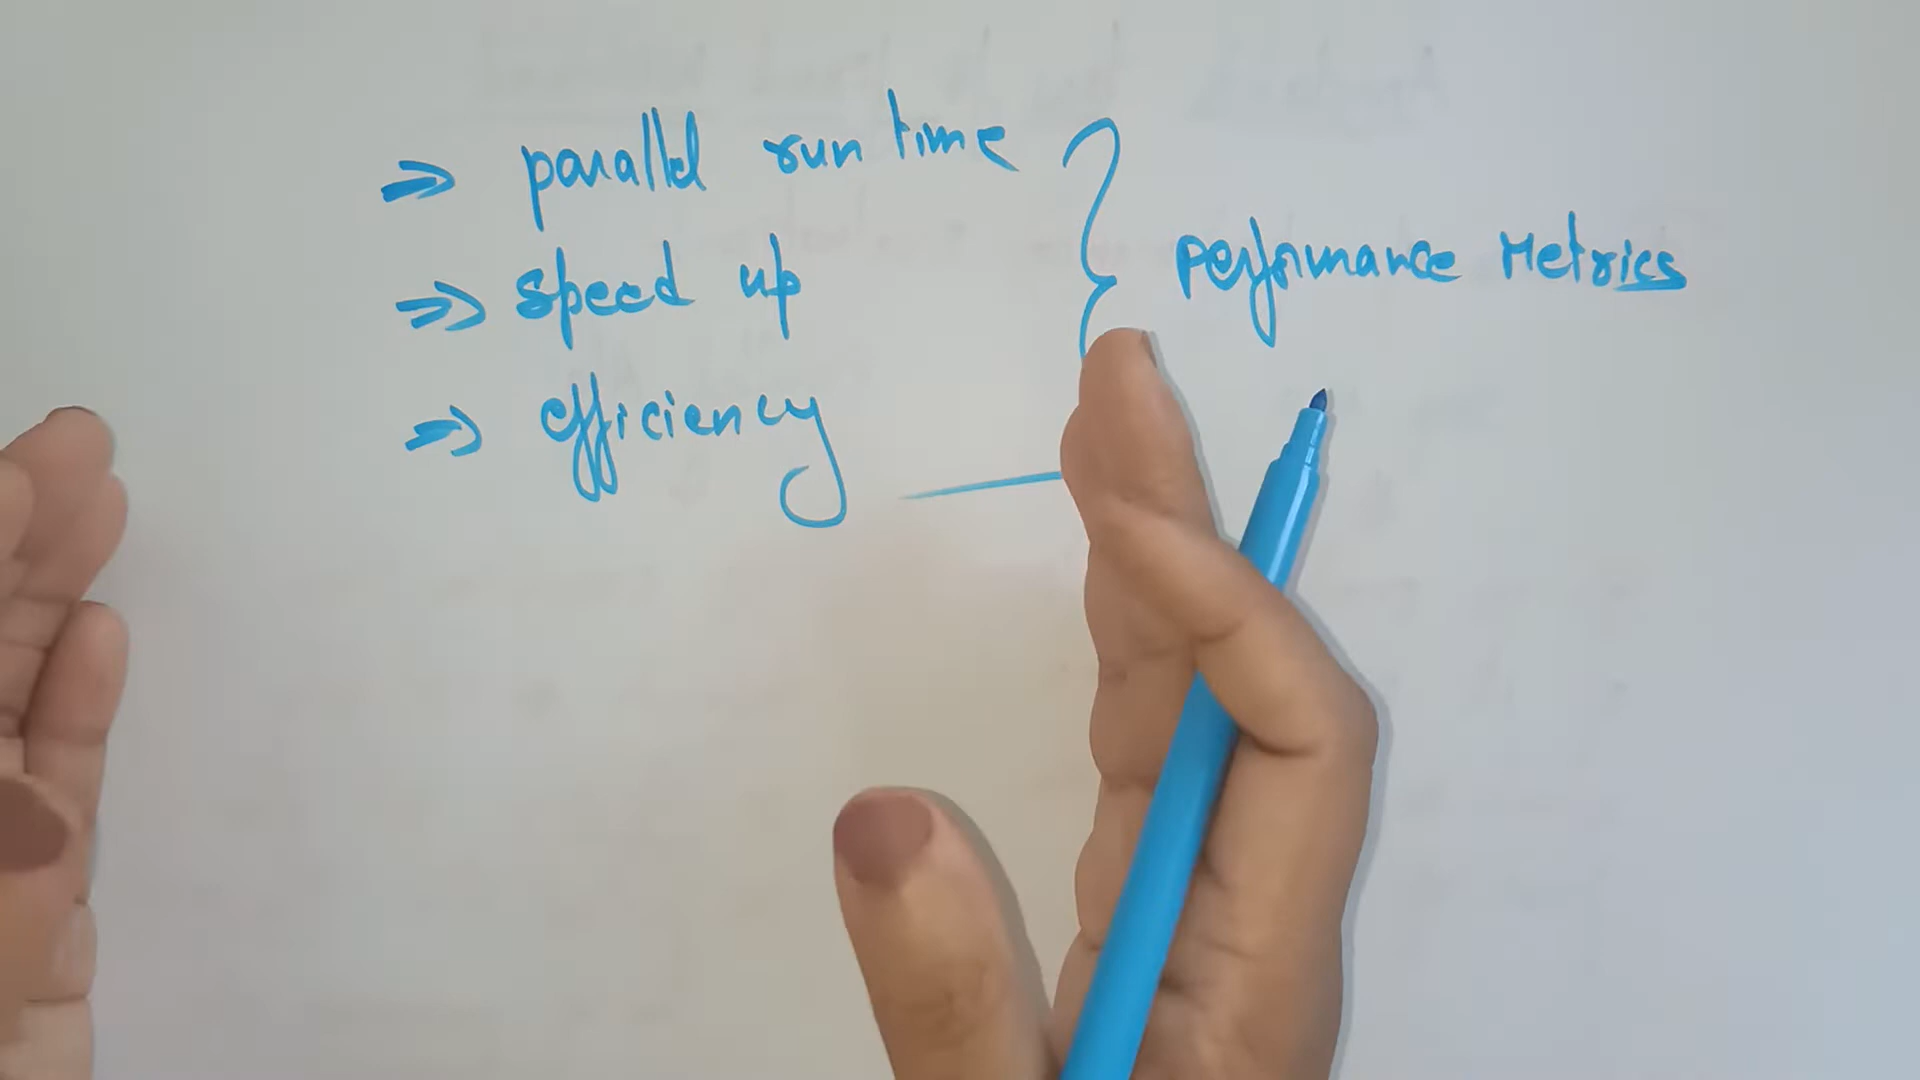 ⇒ parallel run time
⇒ speed up
⇒ efficiency
performance Metrics